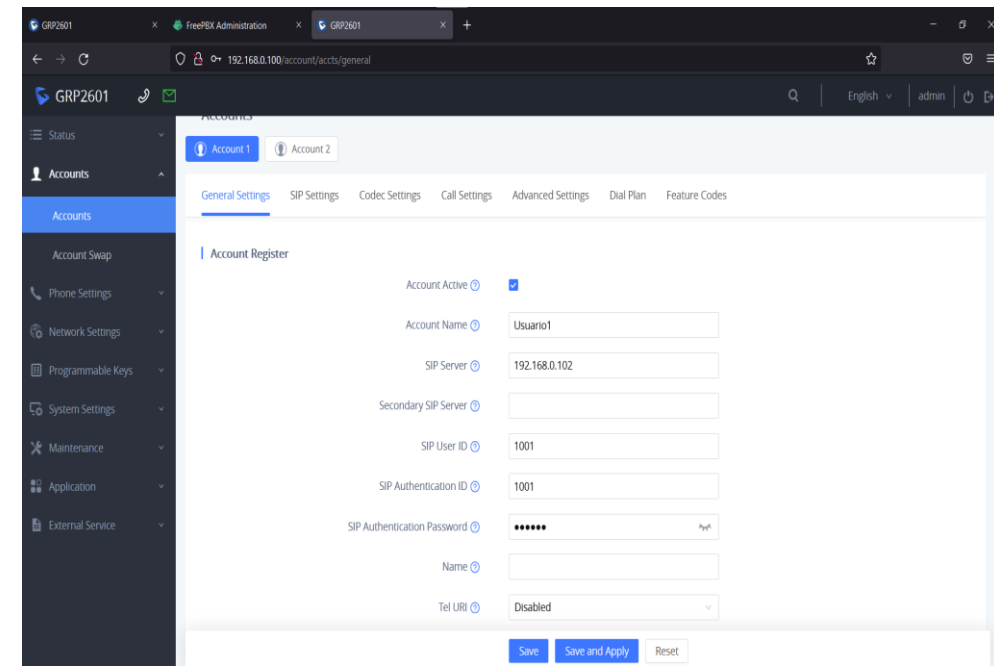 GRP2601 FreePBX Administration GRP2601
192.168.0.100/account/accts/general
GRP2601 English admin
Accounts
Status
Account 1 Account 2
Accounts
General Settings SIP Settings Codec Settings Call Settings Advanced Settings Dial Plan Feature Codes
Accounts
Account Swap
Phone Settings
Network Settings
Programmable Keys
System Settings
Maintenance
Application
External Service
Account Register
Account Active
Account Name Usuario1
SIP Server 192.168.0.102
Secondary SIP Server
SIP User ID 1001
SIP Authentication ID 1001
SIP Authentication Password ••••••
Name
Tel URI Disabled
Save Save and Apply Reset